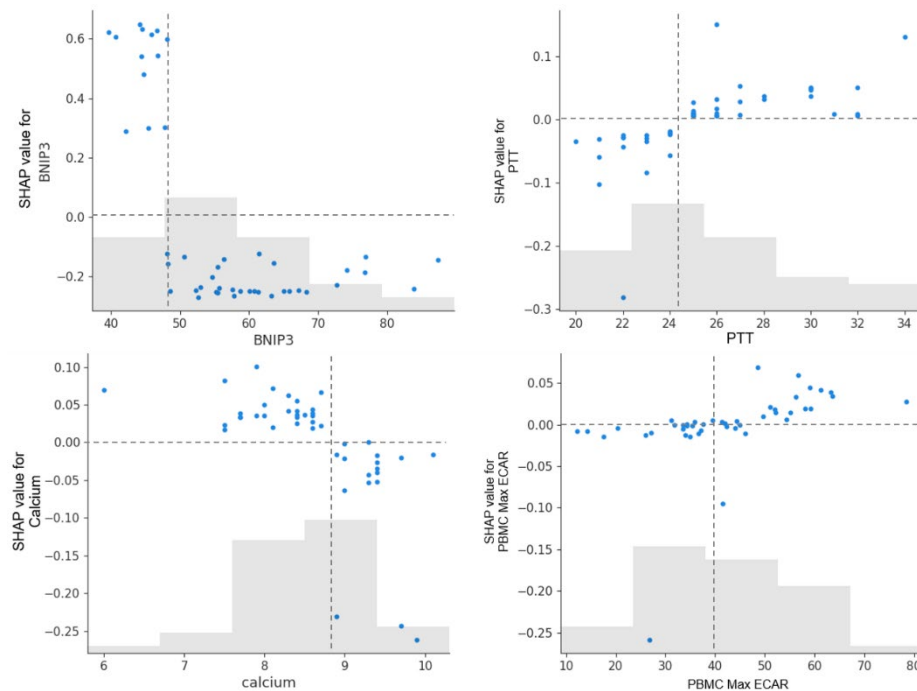 SHAP value for
BNIP3
0.6
0.4
0.2
0.0
−0.2
40 50 60 70 80
BNIP3
SHAP value for
PTT
0.1
0.0
−0.1
−0.2
−0.3
20 22 24 26 28 30 32 34
PTT
SHAP value for
Calcium
0.10
0.05
0.00
−0.05
−0.10
−0.15
−0.20
−0.25
6 7 8 9 10
calcium
SHAP value for
PBMC Max ECAR
0.05
0.00
−0.05
−0.10
−0.15
−0.20
−0.25
10 20 30 40 50 60 70 80
PBMC Max ECAR